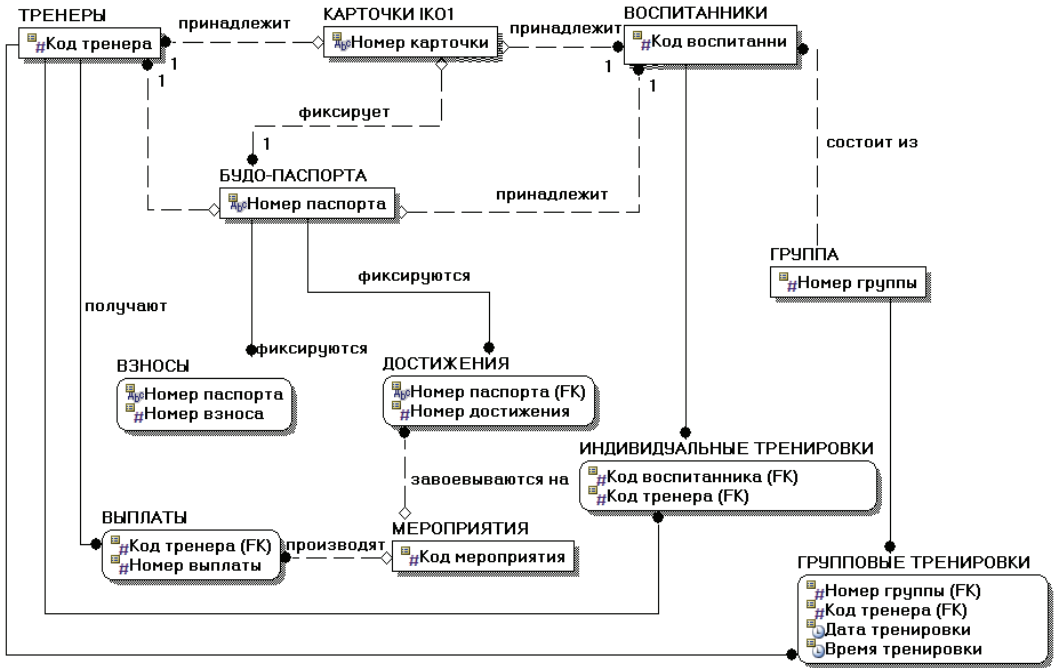 ТРЕНЕРЫ
Код тренера
принадлежит
1
КАРТОЧКИ IKO1
Номер карточки
принадлежит
1
ВОСПИТАННИКИ
Код воспитанни
1
1
фиксирует
1
состоит из
БУДО-ПАСПОРТА
Номер паспорта
принадлежит
ГРУППА
Номер группы
фиксируются
получают
фиксируются
ВЗНОСЫ
Номер паспорта
Номер взноса
ДОСТИЖЕНИЯ
Номер паспорта (FK)
Номер достижения
ИНДИВИДУАЛЬНЫЕ ТРЕНИРОВКИ
Код воспитанника (FK)
Код тренера (FK)
завоевываются на
ВЫПЛАТЫ
Код тренера (FK)
Номер выплаты
производят
МЕРОПРИЯТИЯ
Код мероприятия
ГРУППОВЫЕ ТРЕНИРОВКИ
Номер группы (FK)
Код тренера (FK)
Дата тренировки
Время тренировки